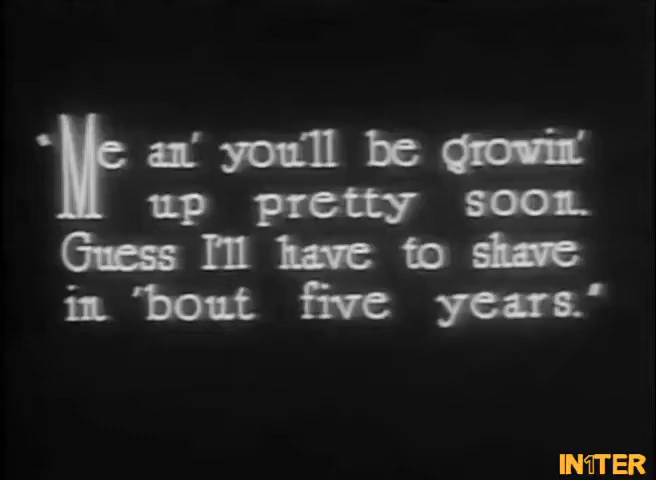 "Me an' you'll be growin'
up pretty soon.
Guess I'll have to shave
in 'bout five years."
IN1TER